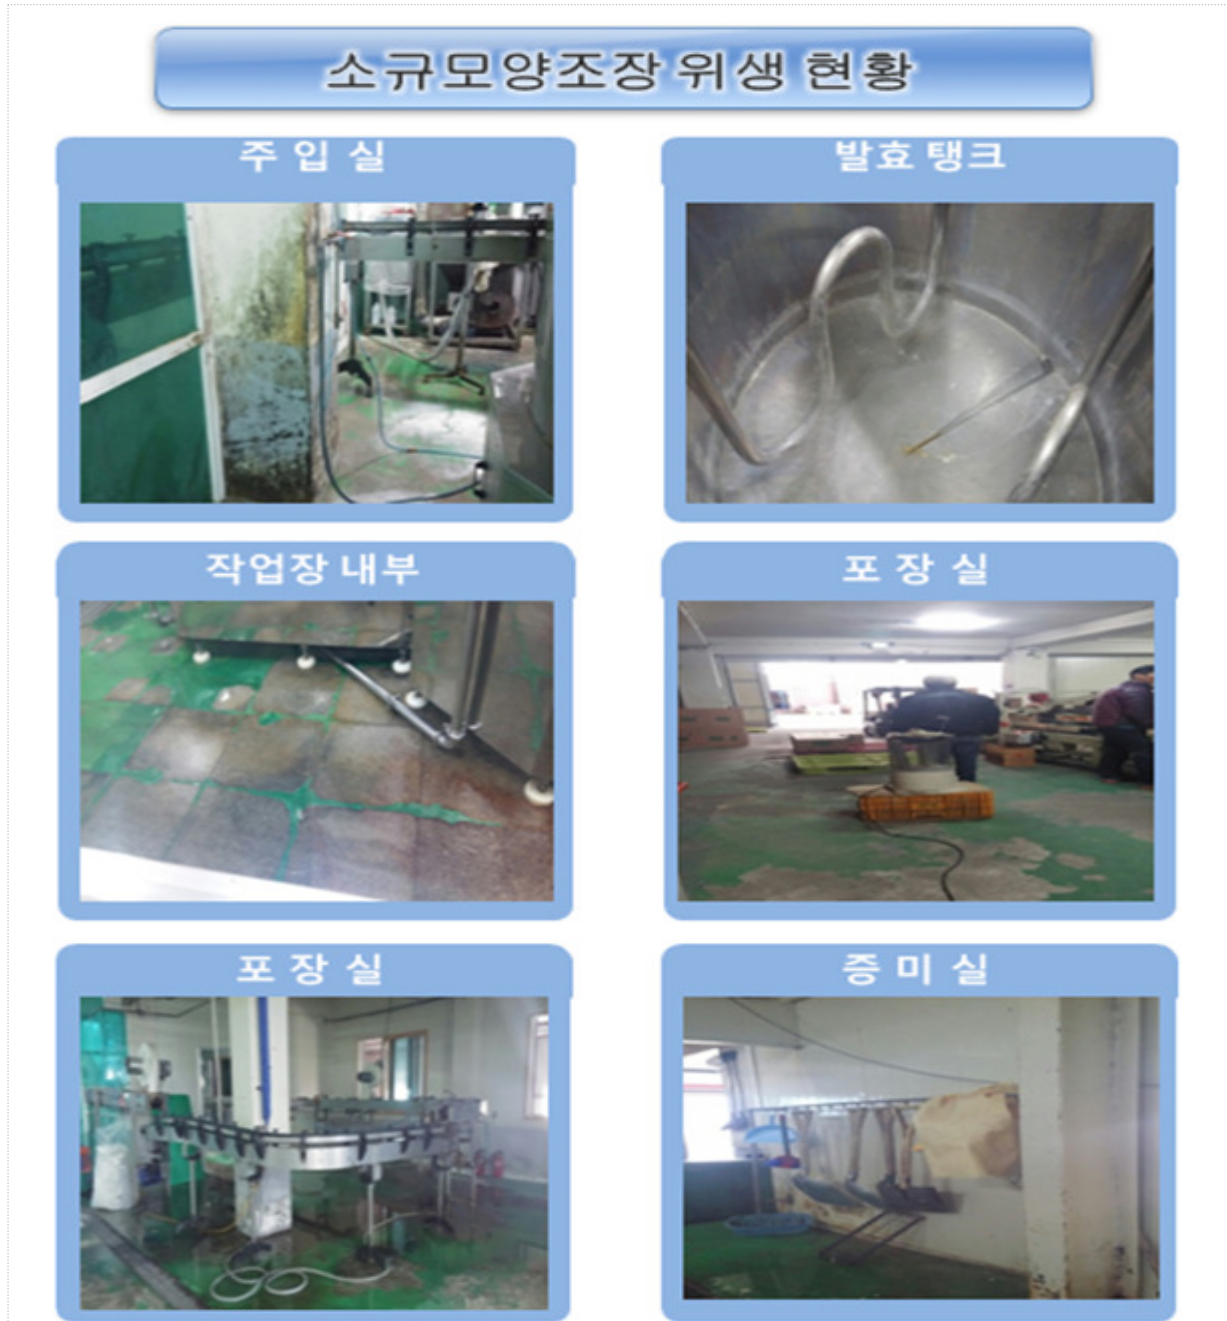 소규모양조장 위생 현황
주 입 실
발효 탱크
작업장 내부
포 장 실
포 장 실
증 미 실